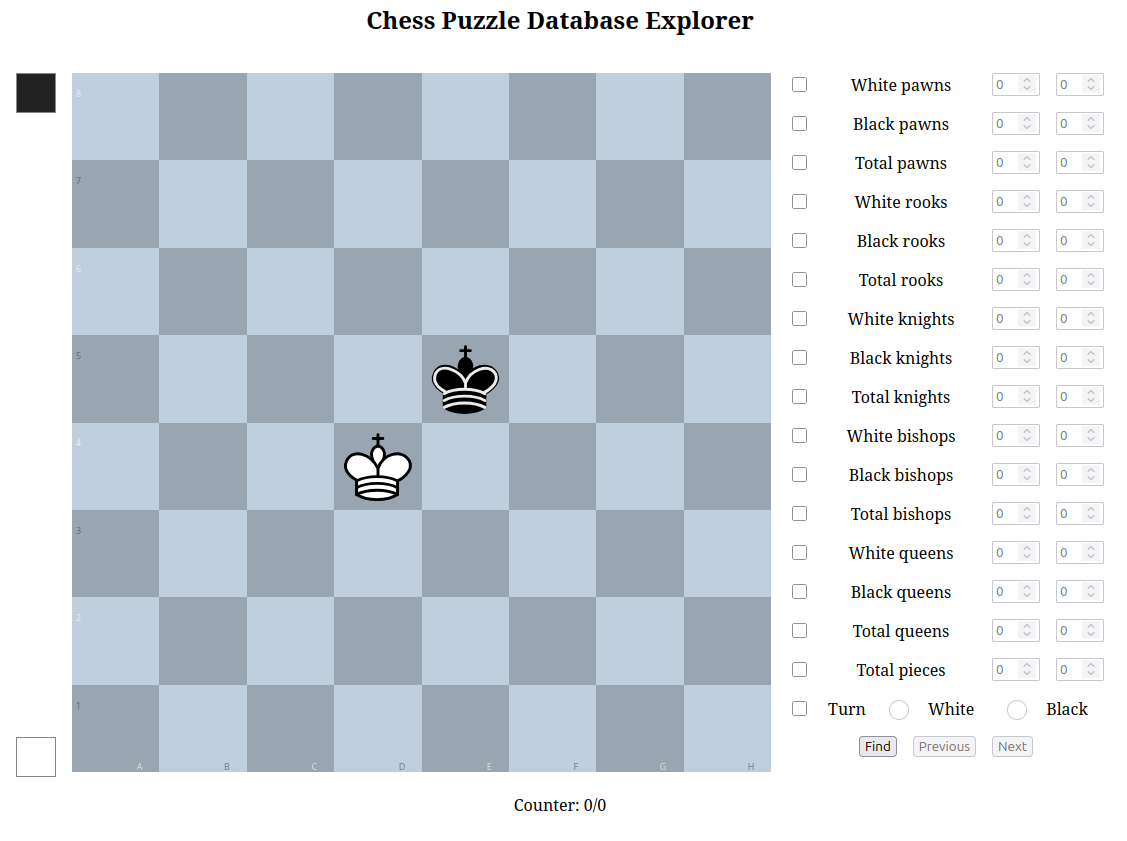 Chess Puzzle Database Explorer
8
7
6
5
4
3
2
1
A B C D E F G H
White pawns 0 0
Black pawns 0 0
Total pawns 0 0
White rooks 0 0
Black rooks 0 0
Total rooks 0 0
White knights 0 0
Black knights 0 0
Total knights 0 0
White bishops 0 0
Black bishops 0 0
Total bishops 0 0
White queens 0 0
Black queens 0 0
Total queens 0 0
Total pieces 0 0
Turn White Black
Find Previous Next
Counter: 0/0